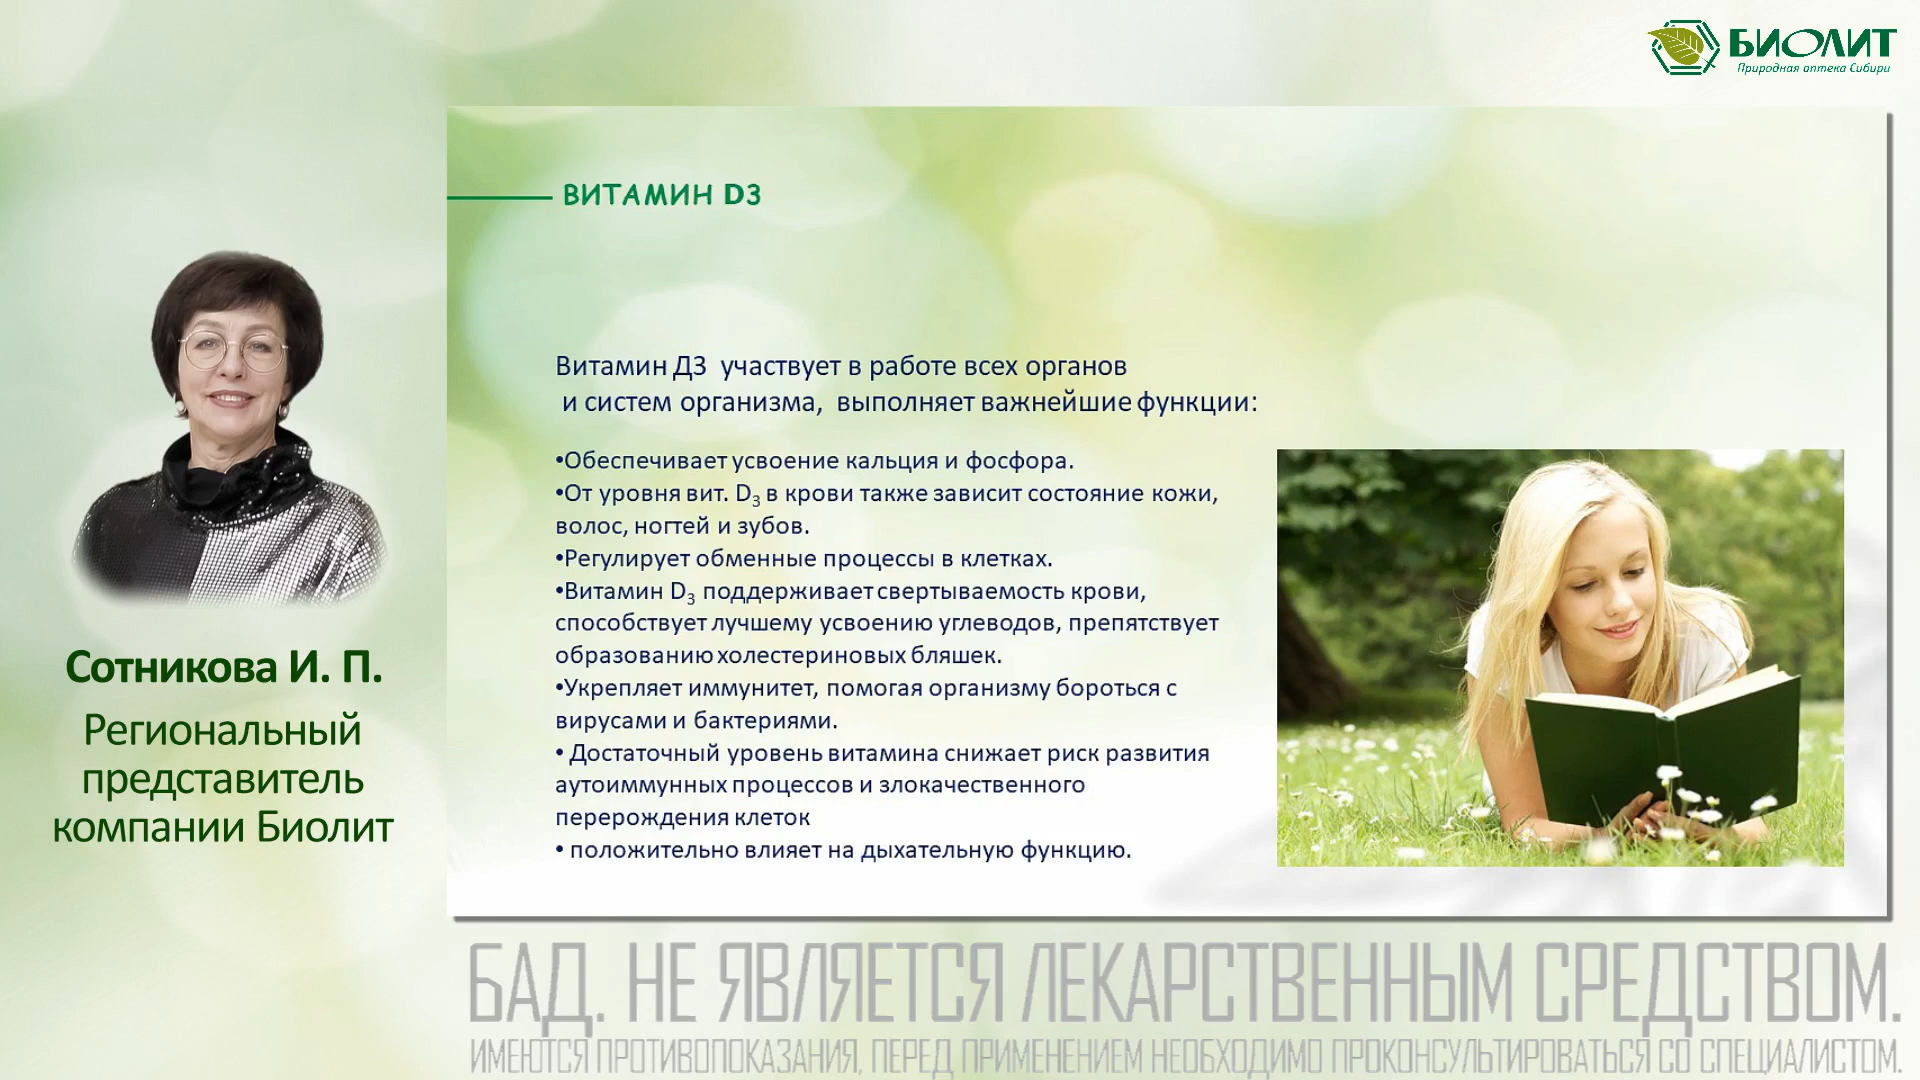 БИОЛИТ
Природная аптека Сибири
ВИТАМИН D3
Витамин Д3 участвует в работе всех органов
и систем организма, выполняет важнейшие функции:
•Обеспечивает усвоение кальция и фосфора.
•От уровня вит. D3 в крови также зависит состояние кожи,
волос, ногтей и зубов.
•Регулирует обменные процессы в клетках.
•Витамин D3 поддерживает свертываемость крови,
способствует лучшему усвоению углеводов, препятствует
образованию холестериновых бляшек.
•Укрепляет иммунитет, помогая организму бороться с
вирусами и бактериями.
• Достаточный уровень витамина снижает риск развития
аутоиммунных процессов и злокачественного
перерождения клеток
• положительно влияет на дыхательную функцию.
Сотникова И. П.
Региональный
представитель
компании Биолит
БАД. НЕ ЯВЛЯЕТСЯ ЛЕКАРСТВЕННЫМ СРЕДСТВОМ.
ИМЕЮТСЯ ПРОТИВОПОКАЗАНИЯ, ПЕРЕД ПРИМЕНЕНИЕМ НЕОБХОДИМО ПРОКОНСУЛЬТИРОВАТЬСЯ СО СПЕЦИАЛИСТОМ.